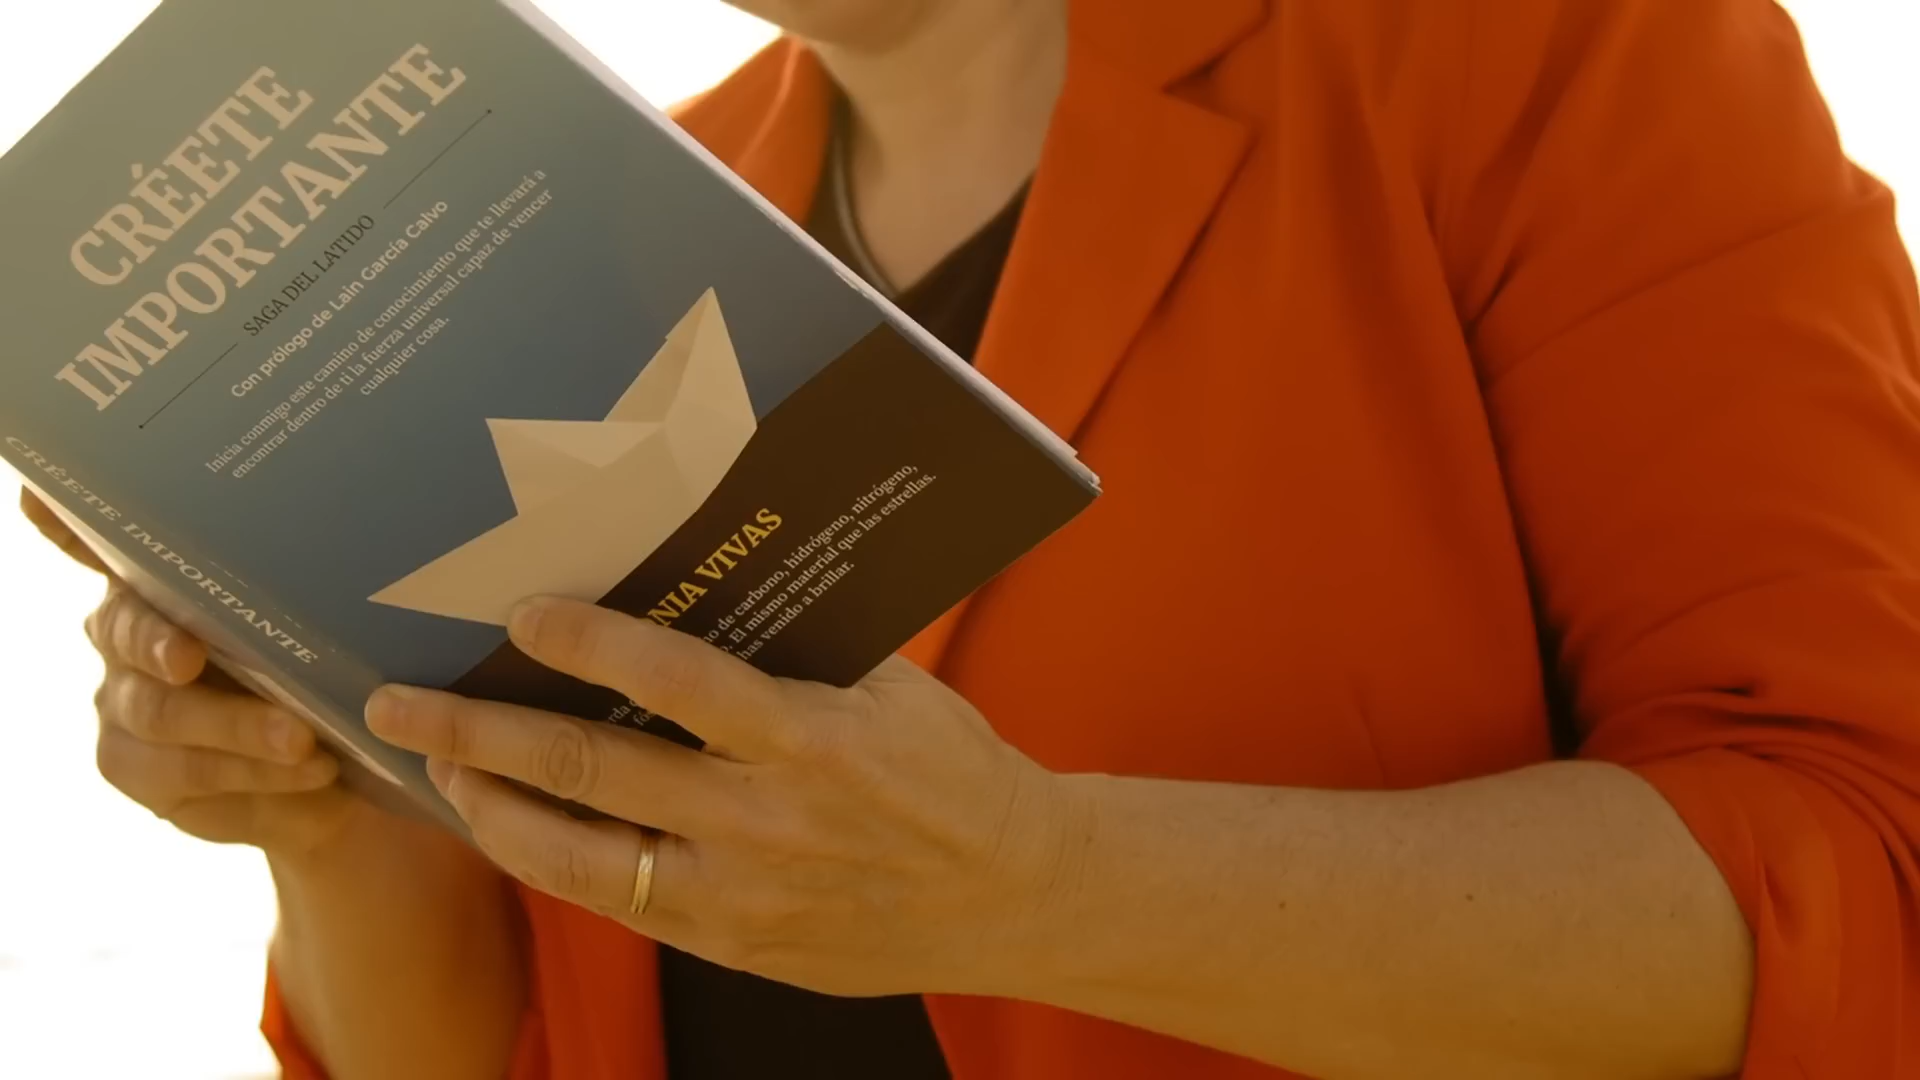 CRÉETE
IMPORTANTE
SAGA DEL LATIDO
Con prólogo de Lain García Calvo
Inicia conmigo este camino de conocimiento que te llevará a
encontrar dentro de ti la fuerza universal capaz de vencer
cualquier cosa.
NIA VIVAS
de carbono, hidrógeno, nitrógeno,
El mismo material que las estrellas.
has venido a brillar.
CRÉETE IMPORTANTE